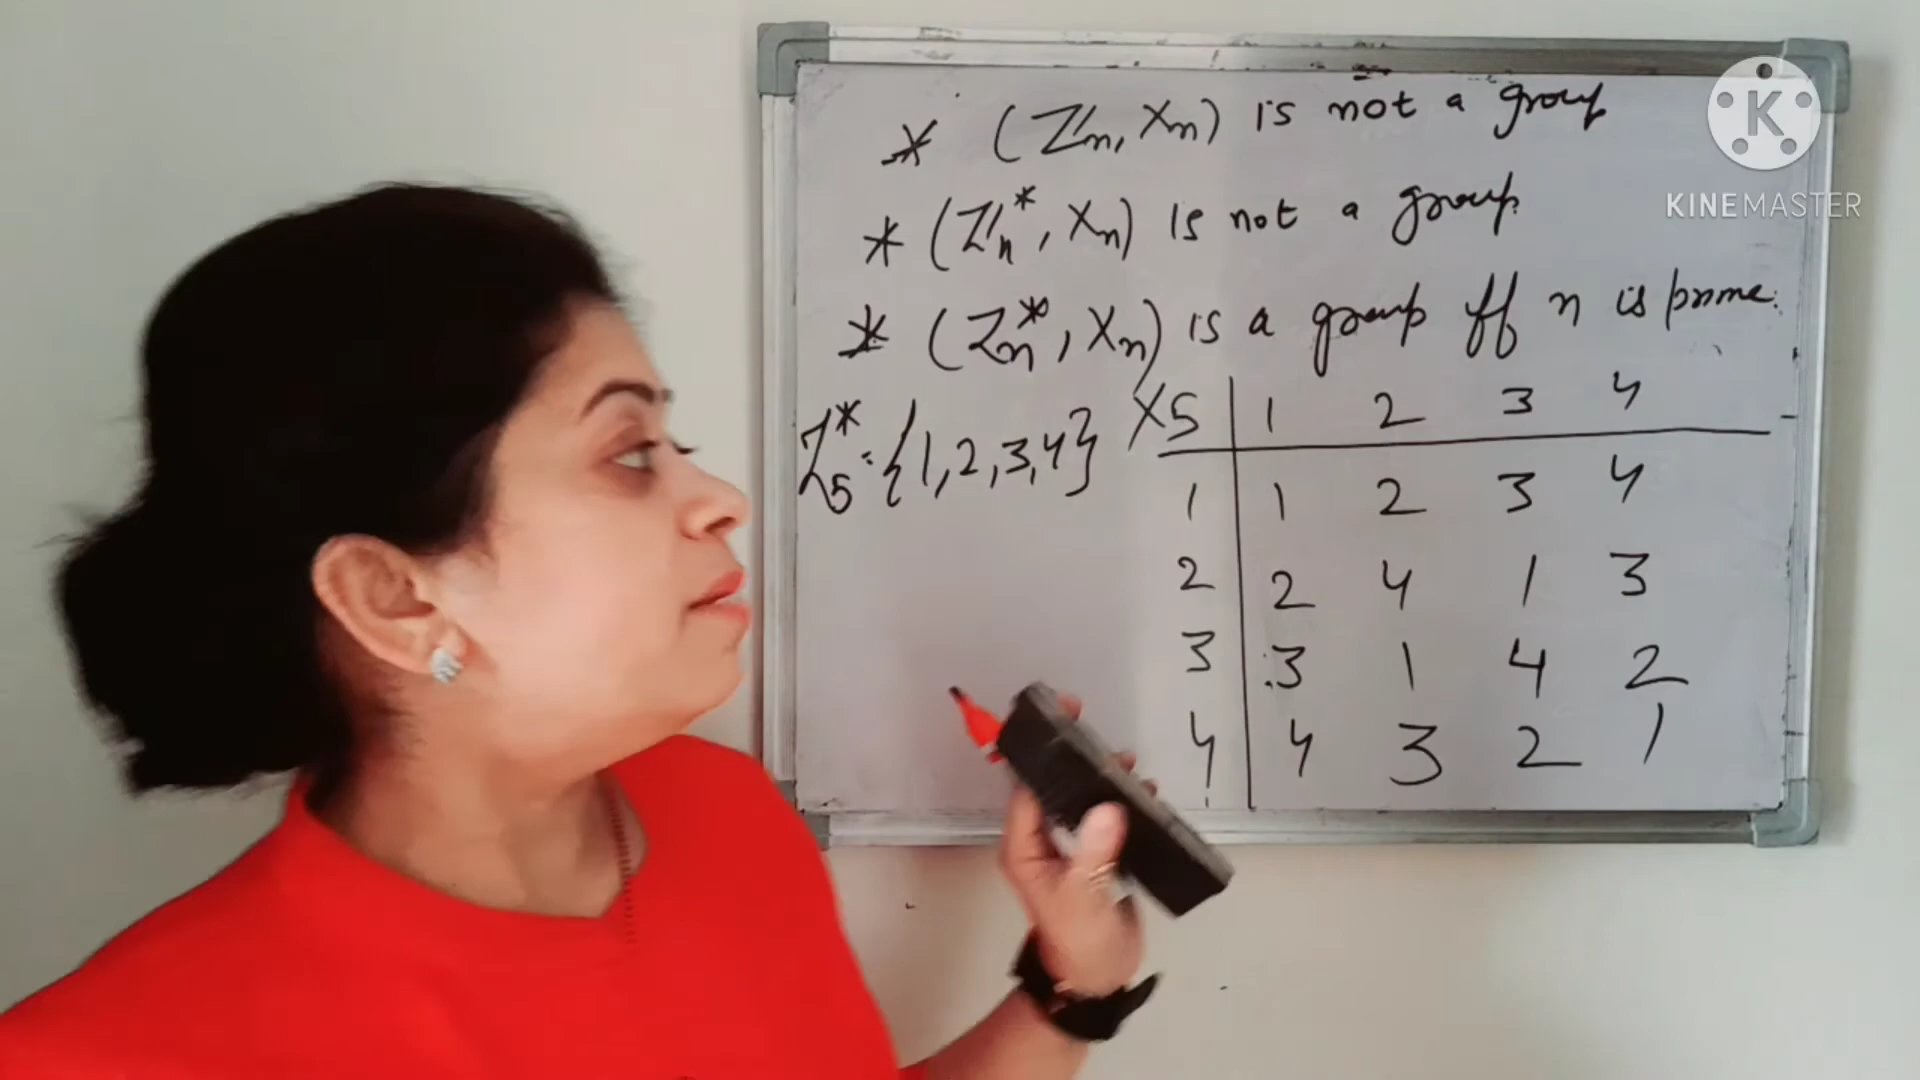 * (Zn, Xn) is not a group
* (Zn*, Xn) is not a group.
* (Zn*, Xn) is a group iff n is prime.
Z5* = {1,2,3,4}
X5 1 2 3 4
1 1 2 3 4
2 2 4 1 3
3 3 1 4 2
4 4 3 2 1
K
KINEMASTER